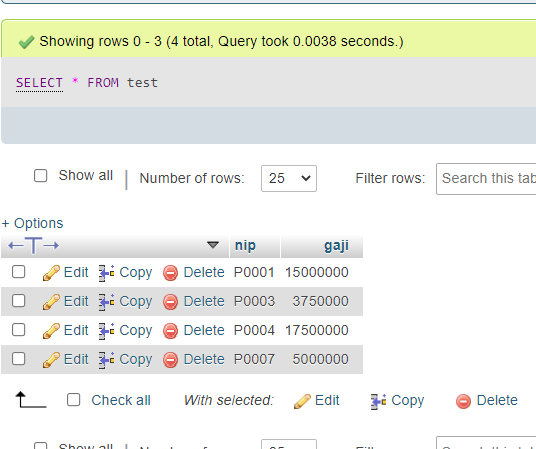 Showing rows 0 - 3 (4 total, Query took 0.0038 seconds.)
SELECT * FROM test
Show all | Number of rows: 25 Filter rows: Search this tab
+ Options
←T→ nip gaji
Edit Copy Delete P0001 15000000
Edit Copy Delete P0003 3750000
Edit Copy Delete P0004 17500000
Edit Copy Delete P0007 5000000
Check all With selected: Edit Copy Delete
Show all